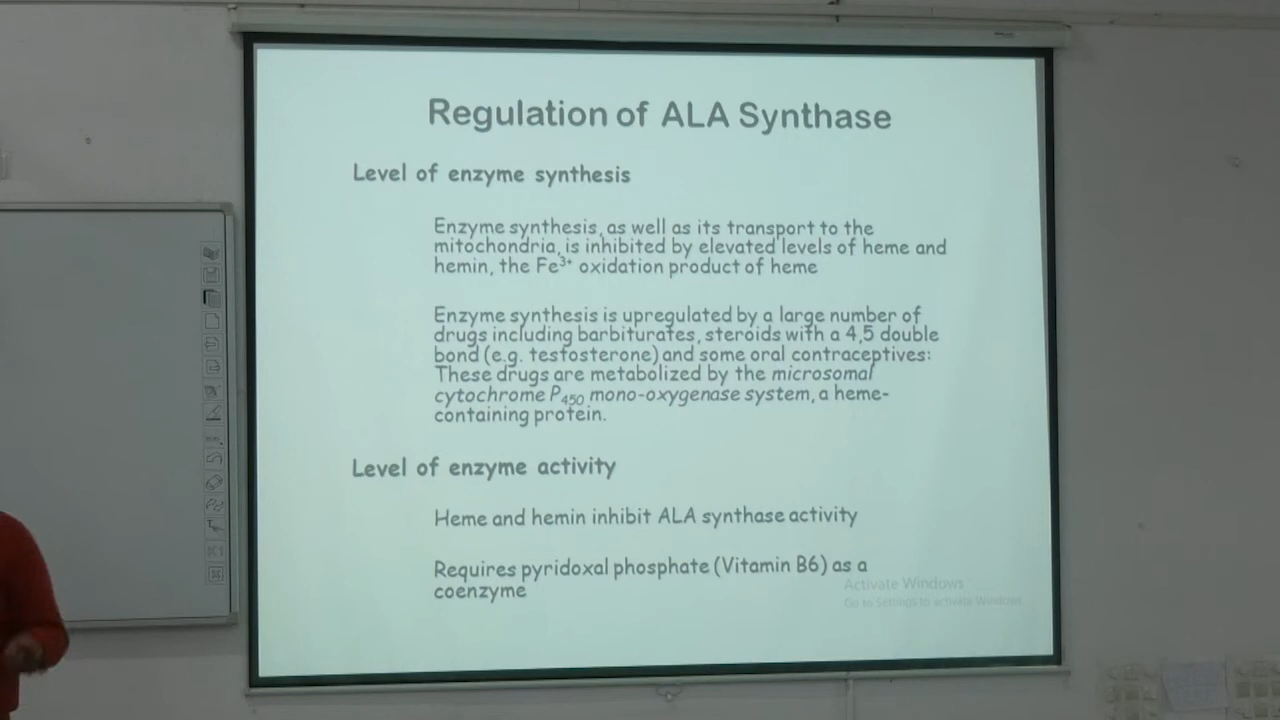 Regulation of ALA Synthase
Level of enzyme synthesis
Enzyme synthesis, as well as its transport to the
mitochondria, is inhibited by elevated levels of heme and
hemin, the Fe³⁺ oxidation product of heme
Enzyme synthesis is upregulated by a large number of
drugs including barbiturates, steroids with a 4,5 double
bond (e.g. testosterone) and some oral contraceptives:
These drugs are metabolized by the microsomal
cytochrome P₄₅₀ mono-oxygenase system, a heme-
containing protein.
Level of enzyme activity
Heme and hemin inhibit ALA synthase activity
Requires pyridoxal phosphate (Vitamin B6) as a
coenzyme
Activate Windows
Go to Settings to activate Windows.